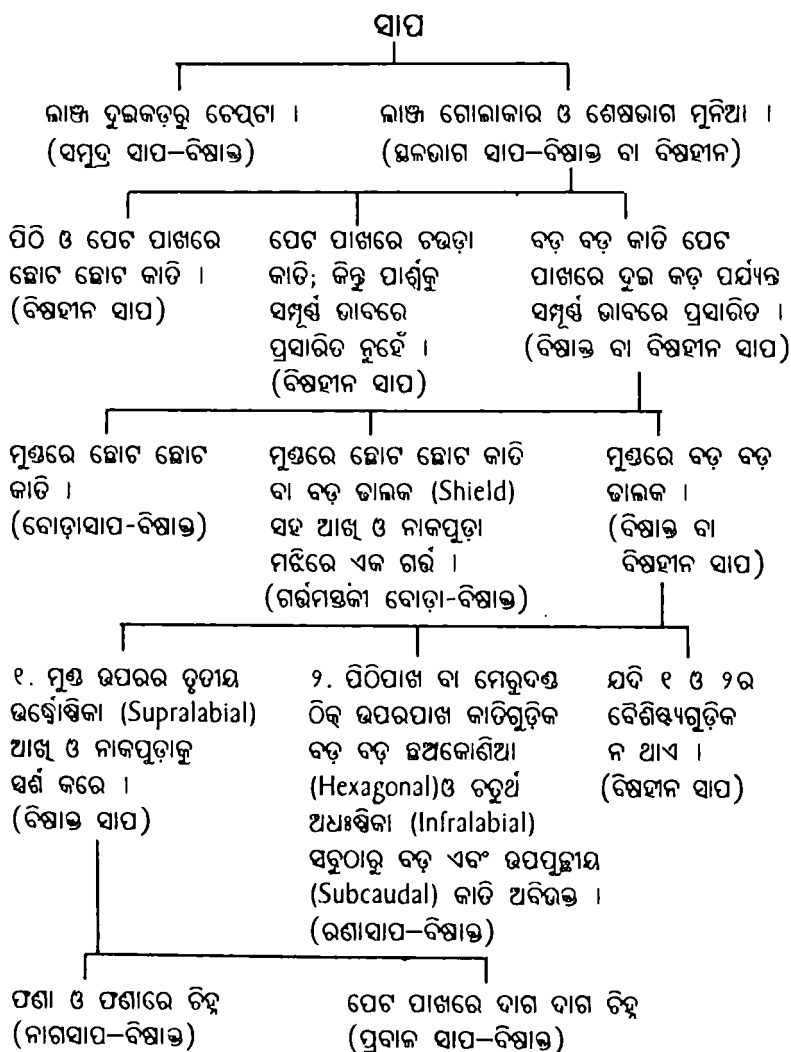 ସାପ
ଲାଞ୍ଜ ଦୁଇକଡ଼ରୁ ଚେପ୍ଟା ।
(ସମୁଦ୍ର ସାପ–ବିଷାକ୍ତ)
ଲାଞ୍ଜ ଗୋଲାକାର ଓ ଶେଷଭାଗ ମୁନିଆ ।
(ସ୍ଥଳଭାଗ ସାପ–ବିଷାକ୍ତ ବା ବିଷହୀନ)
ପିଠି ଓ ପେଟ ପାଖରେ
ଛୋଟ ଛୋଟ କାତି ।
(ବିଷହୀନ ସାପ)
ପେଟ ପାଖରେ ଚଉଡ଼ା
କାତି; କିନ୍ତୁ ପାର୍ଶ୍ଵକୁ
ସମ୍ପୂର୍ଣ୍ଣ ଭାବରେ
ପ୍ରସାରିତ ନୁହେଁ ।
(ବିଷହୀନ ସାପ)
ବଡ଼ ବଡ଼ କାତି ପେଟ
ପାଖରେ ଦୁଇ କଡ଼ ପର୍ଯ୍ୟନ୍ତ
ସମ୍ପୂର୍ଣ୍ଣ ଭାବରେ ପ୍ରସାରିତ ।
(ବିଷାକ୍ତ ବା ବିଷହୀନ ସାପ)
ମୁଣ୍ଡରେ ଛୋଟ ଛୋଟ
କାତି ।
(ବୋଡ଼ାସାପ-ବିଷାକ୍ତ)
ମୁଣ୍ଡରେ ଛୋଟ ଛୋଟ କାତି
ବା ବଡ଼ ଢାଲକ (Shield)
ସହ ଆଖି ଓ ନାକପୁଡ଼ା
ମଝିରେ ଏକ ଗର୍ତ୍ତ ।
(ଗର୍ତ୍ତମସ୍ତକୀ ବୋଡ଼ା-ବିଷାକ୍ତ)
ମୁଣ୍ଡରେ ବଡ଼ ବଡ଼
ଢାଲକ ।
(ବିଷାକ୍ତ ବା
ବିଷହୀନ ସାପ)
୧. ମୁଣ୍ଡ ଉପରର ତୃତୀୟ
ଉର୍ଦ୍ଧ୍ୱୋଷ୍ଠିକା (Supralabial)
ଆଖି ଓ ନାକପୁଡ଼ାକୁ
ସ୍ପର୍ଶ କରେ ।
(ବିଷାକ୍ତ ସାପ)
୨. ପିଠିପାଖ ବା ମେରୁଦଣ୍ଡ
ଠିକ୍ ଉପରପାଖ କାତିଗୁଡ଼ିକ
ବଡ଼ ବଡ଼ ଛଅକୋଣିଆ
(Hexagonal)ଓ ଚତୁର୍ଥ
ଅଧଃଷ୍ଠିକା (Infralabial)
ସବୁଠାରୁ ବଡ଼ ଏବଂ ଉପପୁଚ୍ଛୀୟ
(Subcaudal) କାତି ଅବିଭକ୍ତ ।
(ରଣାସାପ–ବିଷାକ୍ତ)
ଯଦି ୧ ଓ ୨ର
ବୈଶିଷ୍ଟ୍ୟଗୁଡ଼ିକ
ନ ଥାଏ ।
(ବିଷହୀନ ସାପ)
ଫଣା ଓ ଫଣାରେ ଚିହ୍ନ
(ନାଗସାପ–ବିଷାକ୍ତ)
ପେଟ ପାଖରେ ଦାଗ ଦାଗ ଚିହ୍ନ
(ପ୍ରବାଳ ସାପ–ବିଷାକ୍ତ)